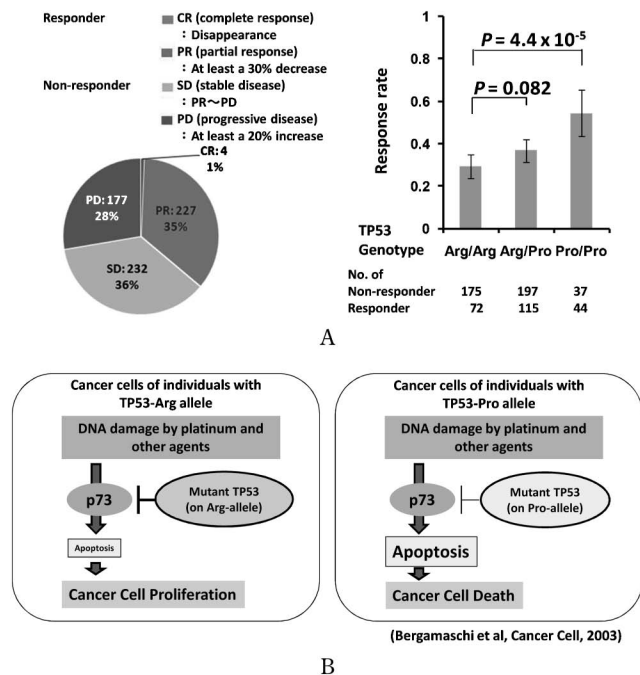 Responder
CR (complete response)
: Disappearance
PR (partial response)
: At least a 30% decrease
Non-responder
SD (stable disease)
: PR～PD
PD (progressive disease)
: At least a 20% increase
CR: 4
1%
PD: 177
28%
PR: 227
35%
SD: 232
36%
Response rate
1
0.8
0.6
0.4
0.2
0
P = 4.4 x 10-5
P = 0.082
TP53
Genotype Arg/Arg Arg/Pro Pro/Pro
No. of
Non-responder 175 197 37
Responder 72 115 44
A
Cancer cells of individuals with
TP53-Arg allele
DNA damage by platinum and
other agents
p73
Mutant TP53
(on Arg-allele)
Apoptosis
Cancer Cell Proliferation
Cancer cells of individuals with
TP53-Pro allele
DNA damage by platinum and
other agents
p73
Mutant TP53
(on Pro-allele)
Apoptosis
Cancer Cell Death
(Bergamaschi et al, Cancer Cell, 2003)
B